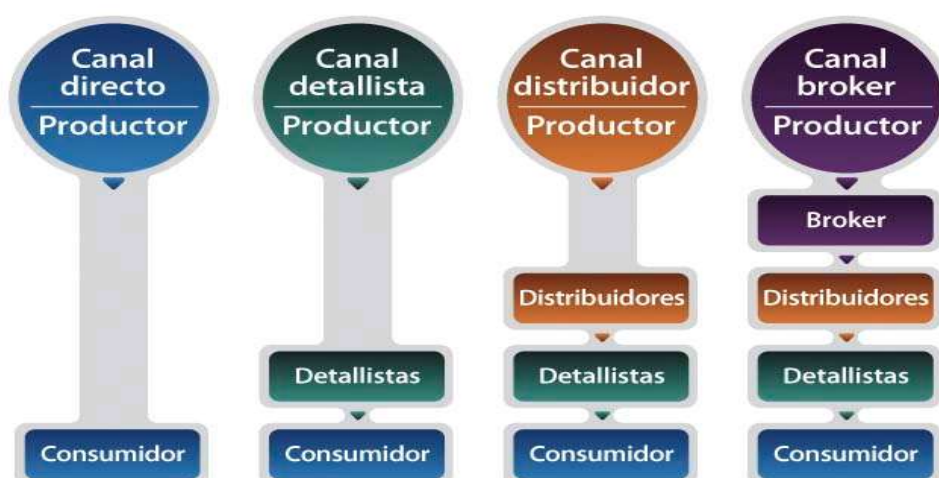 Canal
directo
Productor
Consumidor
Canal
detallista
Productor
Detallistas
Consumidor
Canal
distribuidor
Productor
Distribuidores
Detallistas
Consumidor
Canal
broker
Productor
Broker
Distribuidores
Detallistas
Consumidor